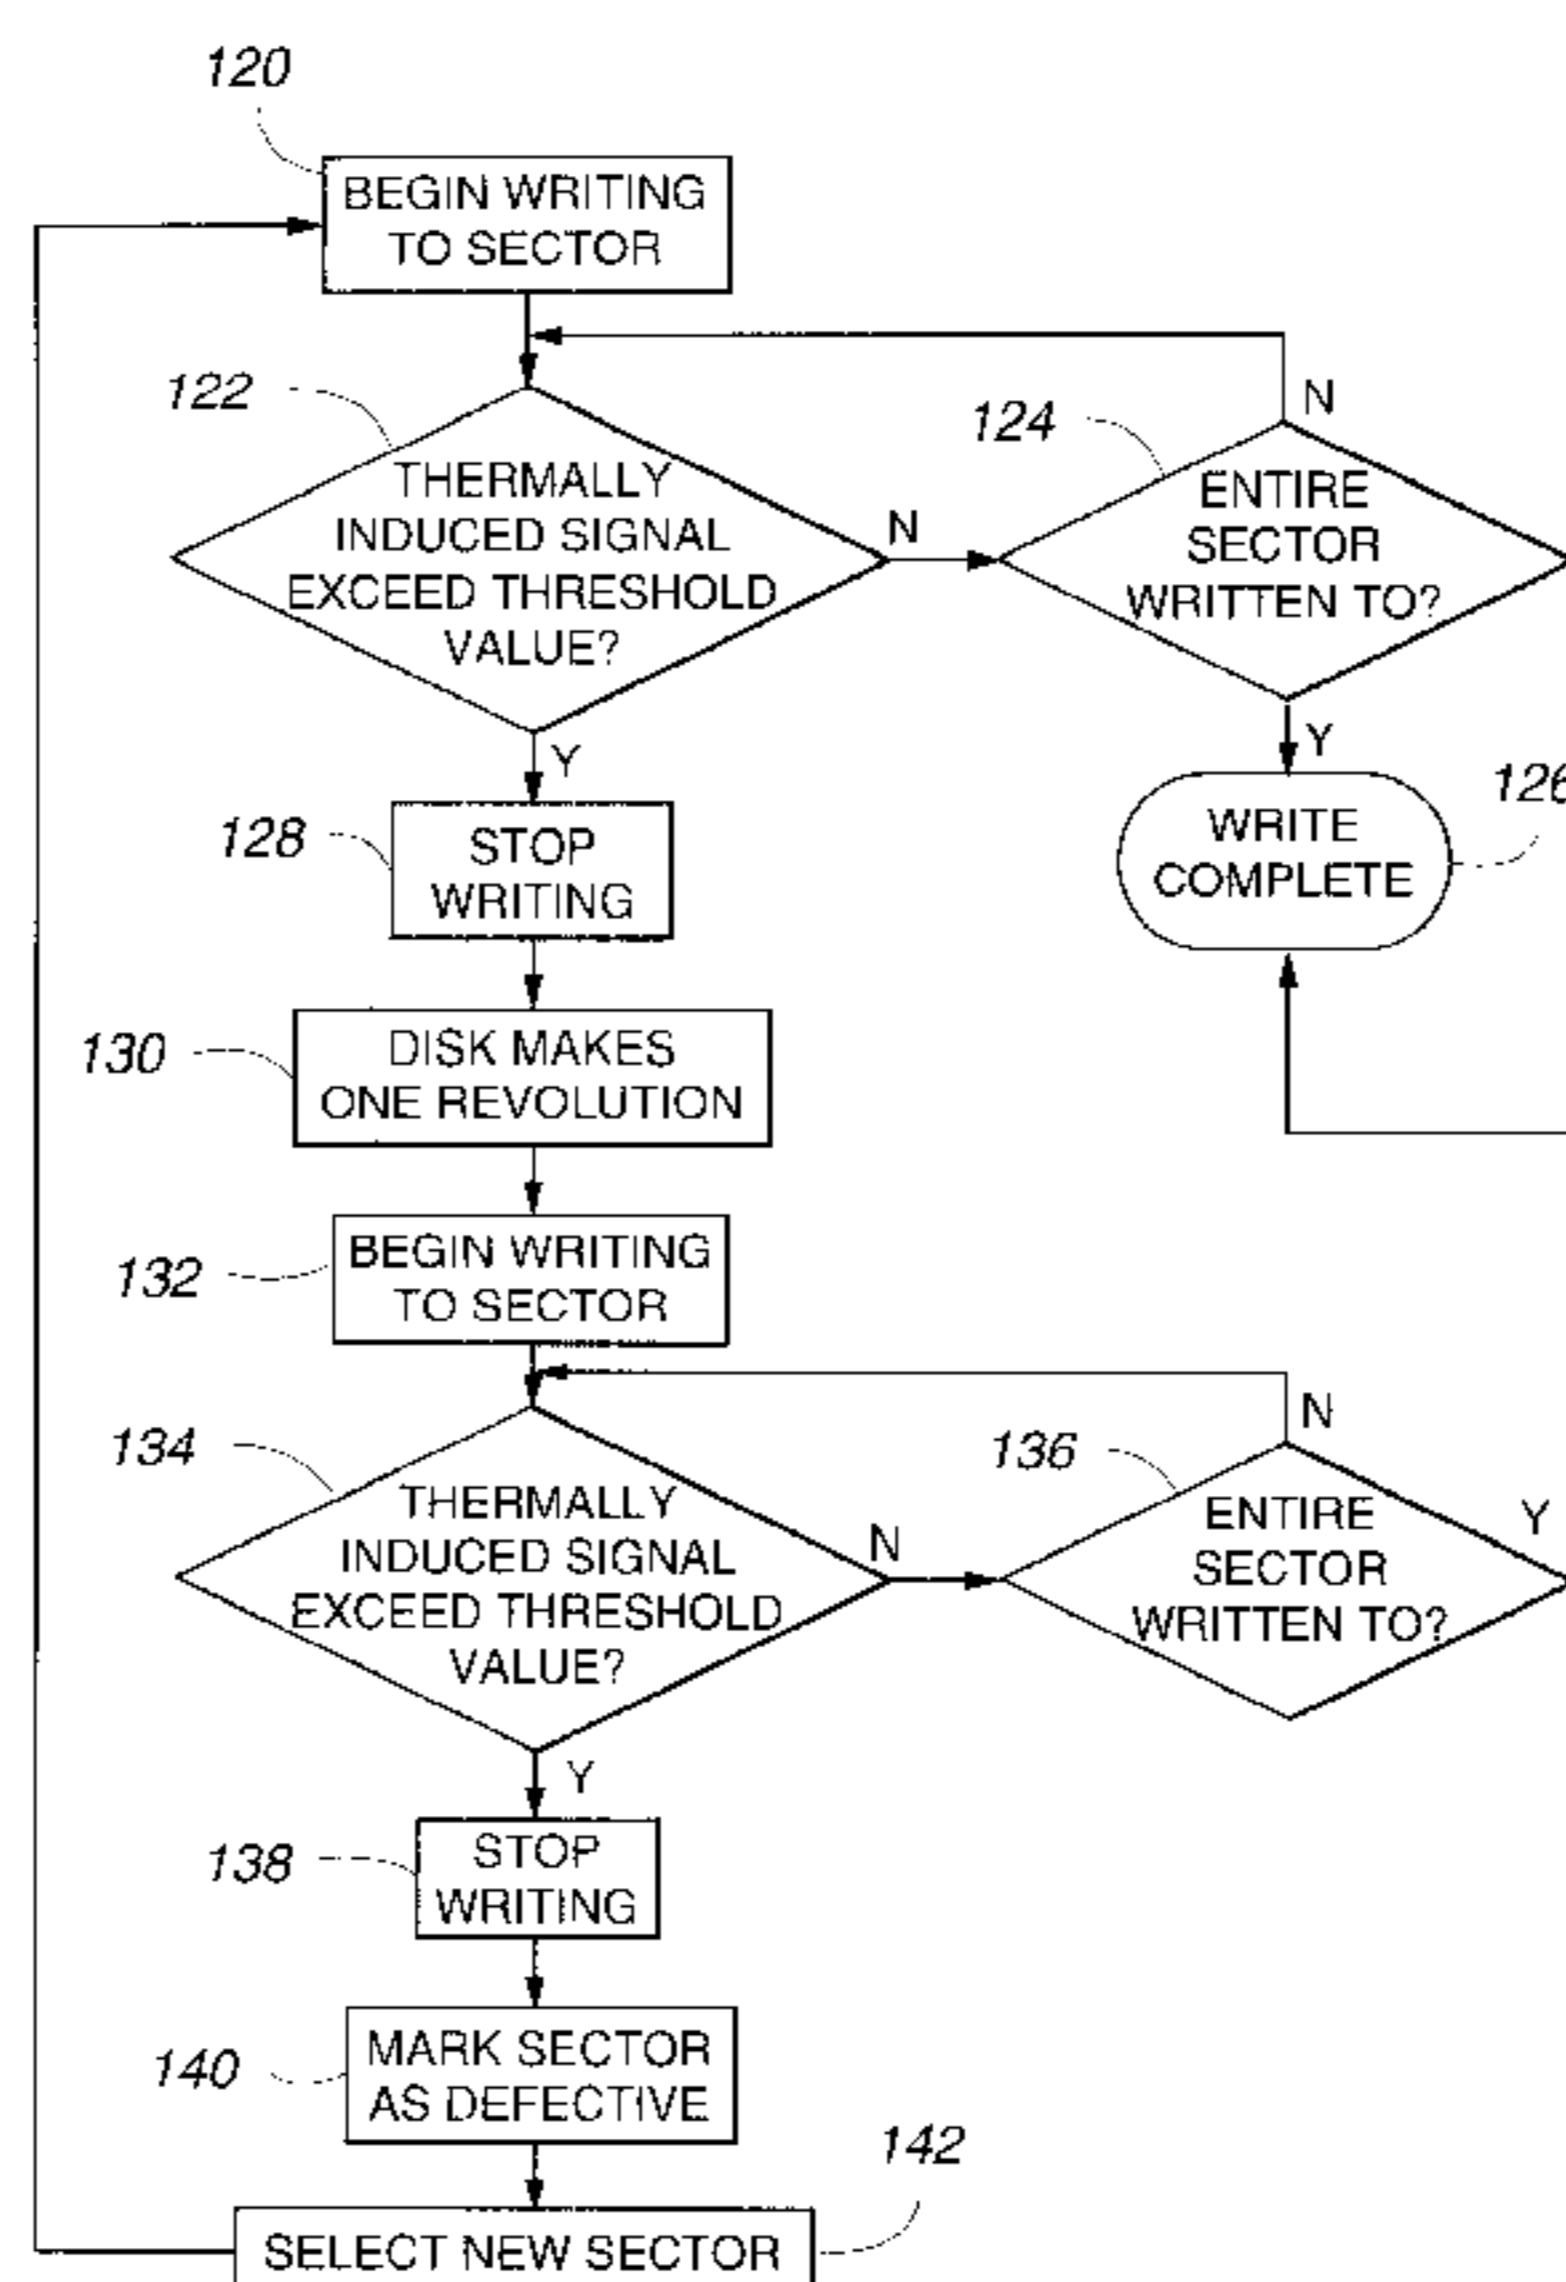 120
BEGIN WRITING
TO SECTOR
122
THERMALLY
INDUCED SIGNAL
EXCEED THRESHOLD
VALUE?
N
124
N
ENTIRE
SECTOR
WRITTEN TO?
Y
Y
126
WRITE
COMPLETE
128
STOP
WRITING
130
DISK MAKES
ONE REVOLUTION
132
BEGIN WRITING
TO SECTOR
134
THERMALLY
INDUCED SIGNAL
EXCEED THRESHOLD
VALUE?
N
136
N
ENTIRE
SECTOR
WRITTEN TO?
Y
Y
138
STOP
WRITING
140
MARK SECTOR
AS DEFECTIVE
142
SELECT NEW SECTOR